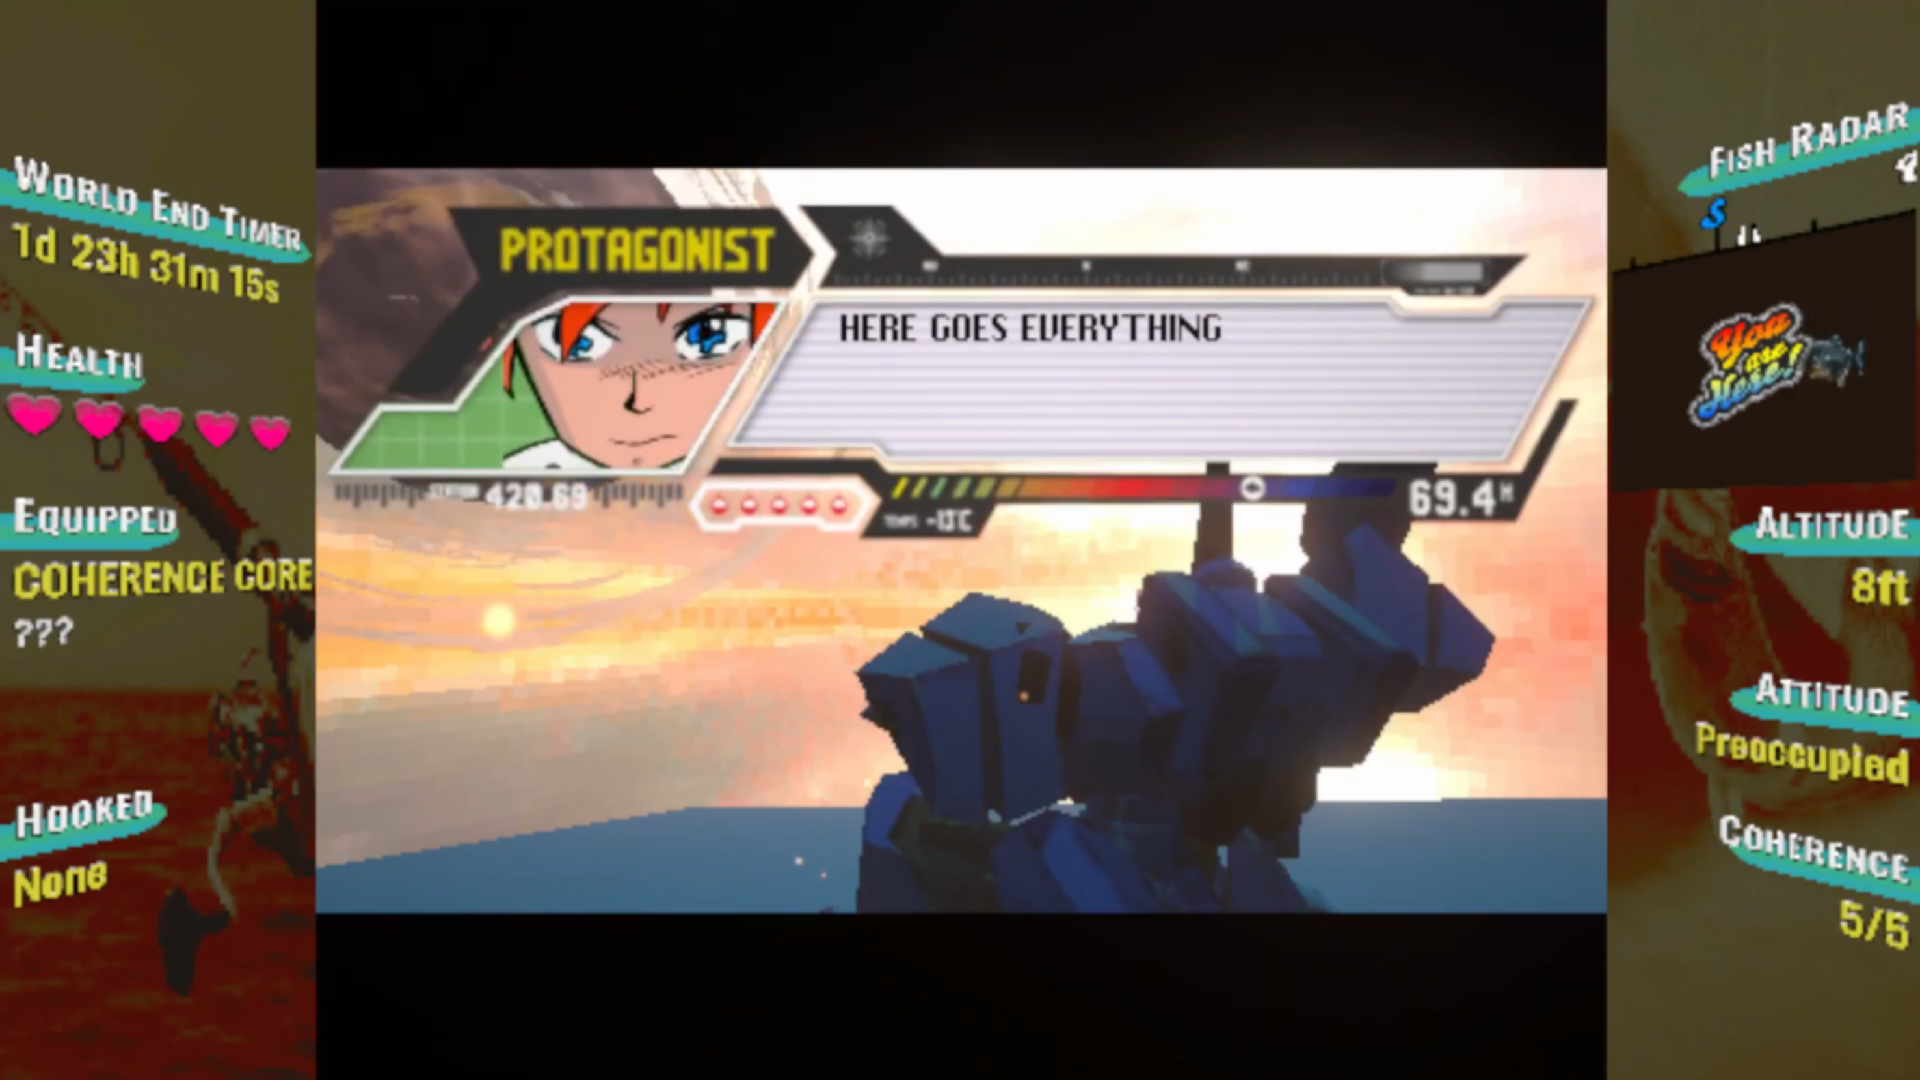 WORLD END TIMER
1d 23h 31m 15s
HEALTH
EQUIPPED
COHERENCE CORE
???
HOOKED
None
PROTAGONIST
HERE GOES EVERYTHING
420.69
-13C
69.4
FISH RADAR
S
You are Here!
ALTITUDE
8ft
ATTITUDE
Preoccupied
COHERENCE
5/5